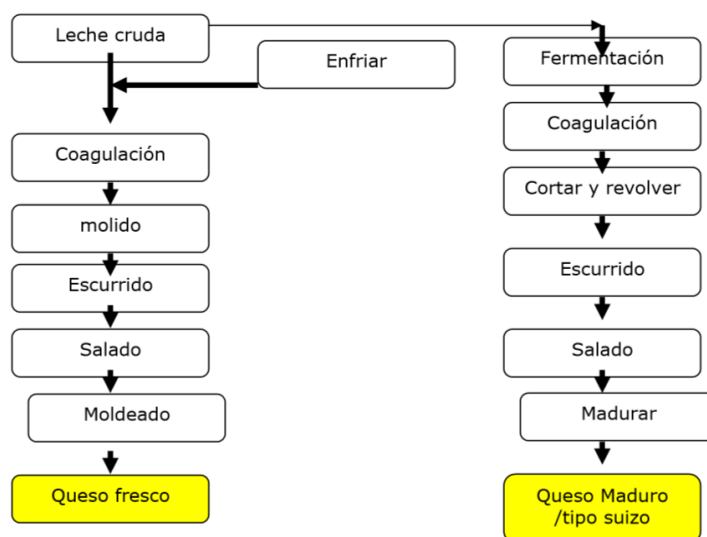 Leche cruda
Enfriar
Coagulación
molido
Escurrido
Salado
Moldeado
Queso fresco
Fermentación
Coagulación
Cortar y revolver
Escurrido
Salado
Madurar
Queso Maduro
/tipo suizo